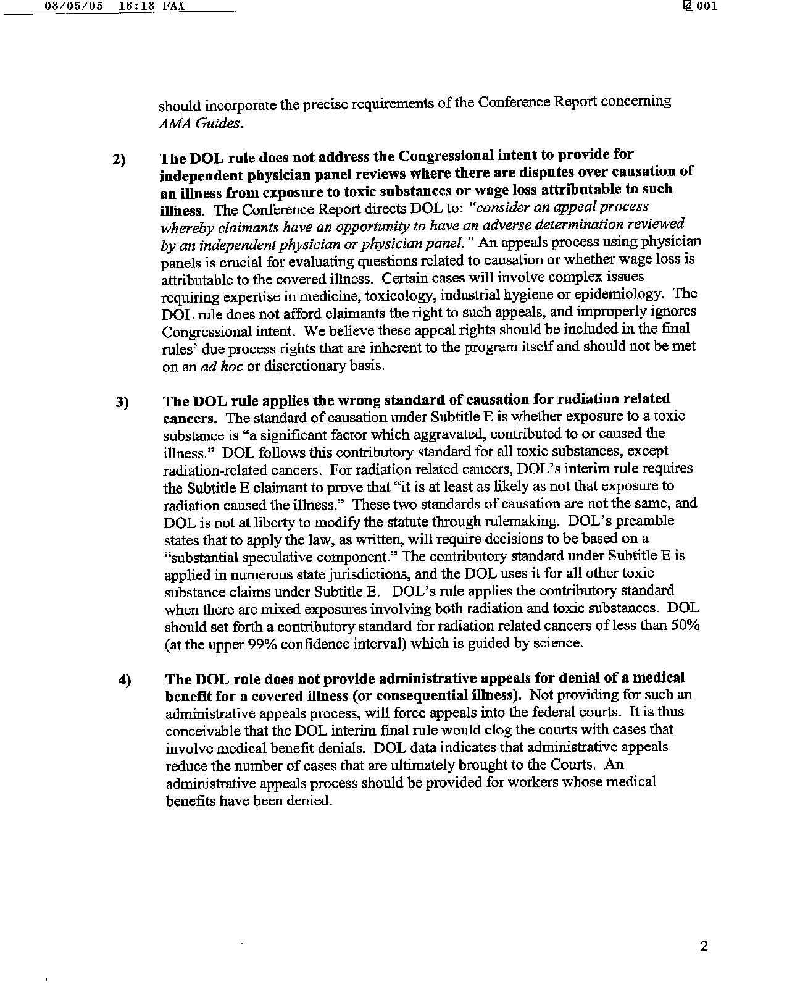 08/05/05 16:18 FAX 001
should incorporate the precise requirements of the Conference Report concerning
AMA Guides.
2) The DOL rule does not address the Congressional intent to provide for
independent physician panel reviews where there are disputes over causation of
an illness from exposure to toxic substances or wage loss attributable to such
illness. The Conference Report directs DOL to: "consider an appeal process
whereby claimants have an opportunity to have an adverse determination reviewed
by an independent physician or physician panel." An appeals process using physician
panels is crucial for evaluating questions related to causation or whether wage loss is
attributable to the covered illness. Certain cases will involve complex issues
requiring expertise in medicine, toxicology, industrial hygiene or epidemiology. The
DOL rule does not afford claimants the right to such appeals, and improperly ignores
Congressional intent. We believe these appeal rights should be included in the final
rules' due process rights that are inherent to the program itself and should not be met
on an ad hoc or discretionary basis.
3) The DOL rule applies the wrong standard of causation for radiation related
cancers. The standard of causation under Subtitle E is whether exposure to a toxic
substance is "a significant factor which aggravated, contributed to or caused the
illness." DOL follows this contributory standard for all toxic substances, except
radiation-related cancers. For radiation related cancers, DOL's interim rule requires
the Subtitle E claimant to prove that "it is at least as likely as not that exposure to
radiation caused the illness." These two standards of causation are not the same, and
DOL is not at liberty to modify the statute through rulemaking. DOL's preamble
states that to apply the law, as written, will require decisions to be based on a
"substantial speculative component." The contributory standard under Subtitle E is
applied in numerous state jurisdictions, and the DOL uses it for all other toxic
substance claims under Subtitle E. DOL's rule applies the contributory standard
when there are mixed exposures involving both radiation and toxic substances. DOL
should set forth a contributory standard for radiation related cancers of less than 50%
(at the upper 99% confidence interval) which is guided by science.
4) The DOL rule does not provide administrative appeals for denial of a medical
benefit for a covered illness (or consequential illness). Not providing for such an
administrative appeals process, will force appeals into the federal courts. It is thus
conceivable that the DOL interim final rule would clog the courts with cases that
involve medical benefit denials. DOL data indicates that administrative appeals
reduce the number of cases that are ultimately brought to the Courts. An
administrative appeals process should be provided for workers whose medical
benefits have been denied.
2